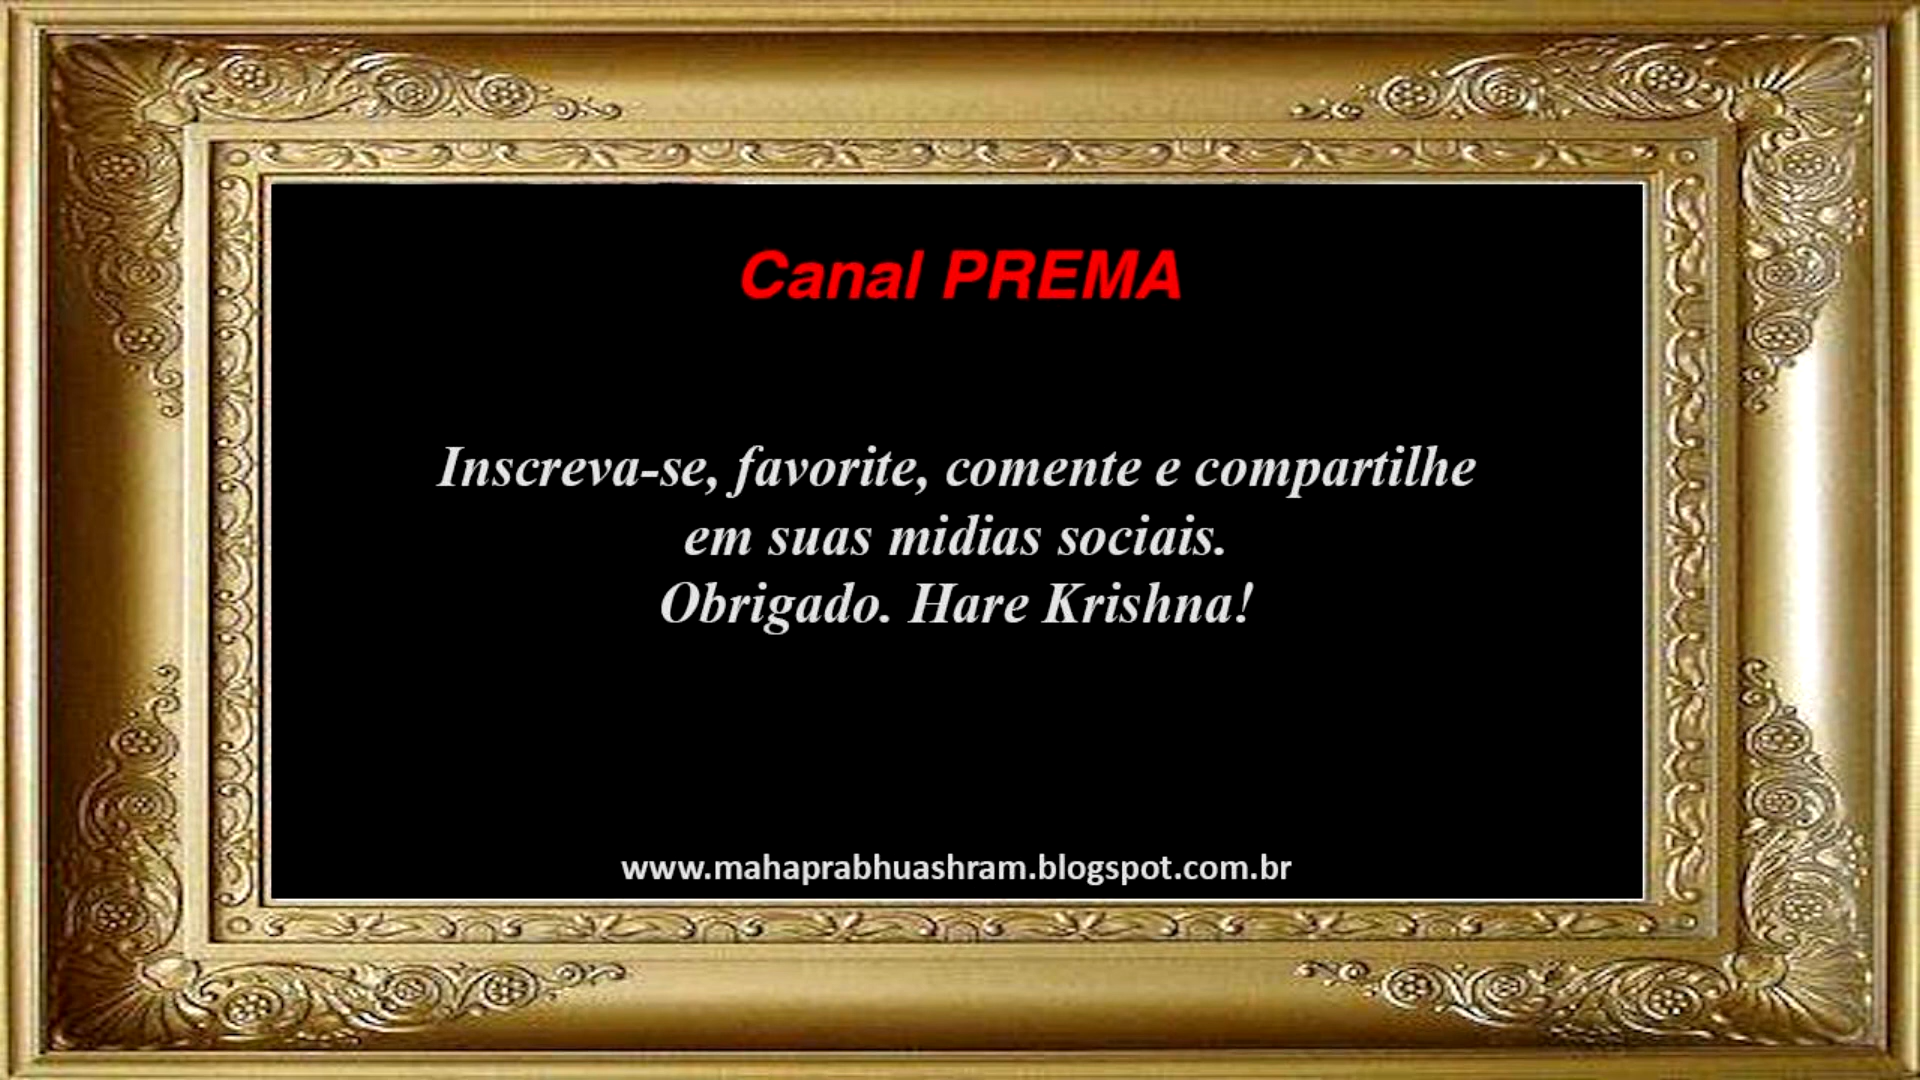 Canal PREMA
Inscreva-se, favorite, comente e compartilhe
em suas midias sociais.
Obrigado. Hare Krishna!
www.mahaprabhuashram.blogspot.com.br